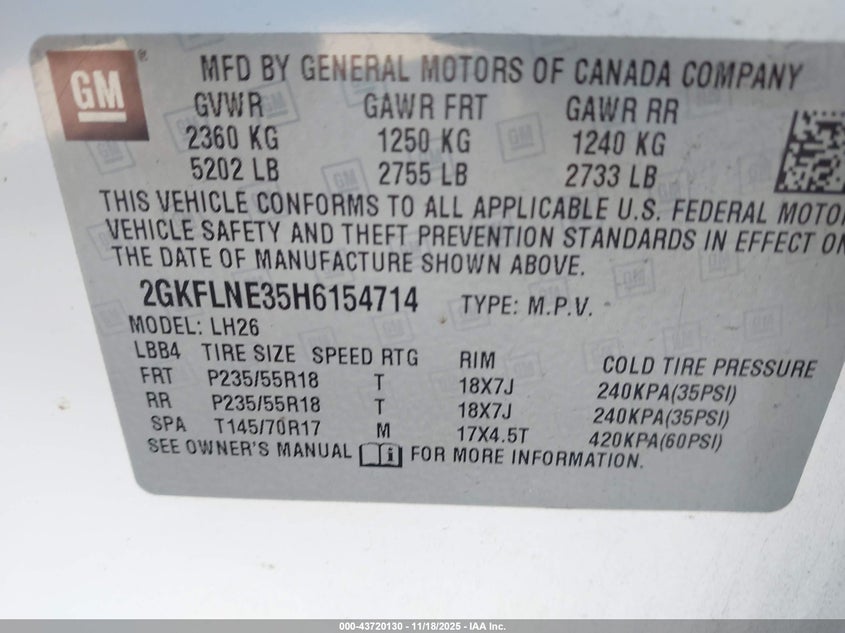 GM ® MFD BY GENERAL MOTORS OF CANADA COMPANY
GVWR GAWR FRT GAWR RR
2360 KG 1250 KG 1240 KG
5202 LB 2755 LB 2733 LB
THIS VEHICLE CONFORMS TO ALL APPLICABLE U.S. FEDERAL MOTO
VEHICLE SAFETY AND THEFT PREVENTION STANDARDS IN EFFECT ON
THE DATE OF MANUFACTURE SHOWN ABOVE.
2GKFLNE35H6154714 TYPE: M.P.V.
MODEL: LH26
LBB4 TIRE SIZE SPEED RTG RIM COLD TIRE PRESSURE
FRT P235/55R18 T 18X7J 240KPA(35PSI)
RR P235/55R18 T 18X7J 240KPA(35PSI)
SPA T145/70R17 M 17X4.5T 420KPA(60PSI)
SEE OWNER'S MANUAL i FOR MORE INFORMATION.
000-43720130 - 11/18/2025 - IAA Inc.